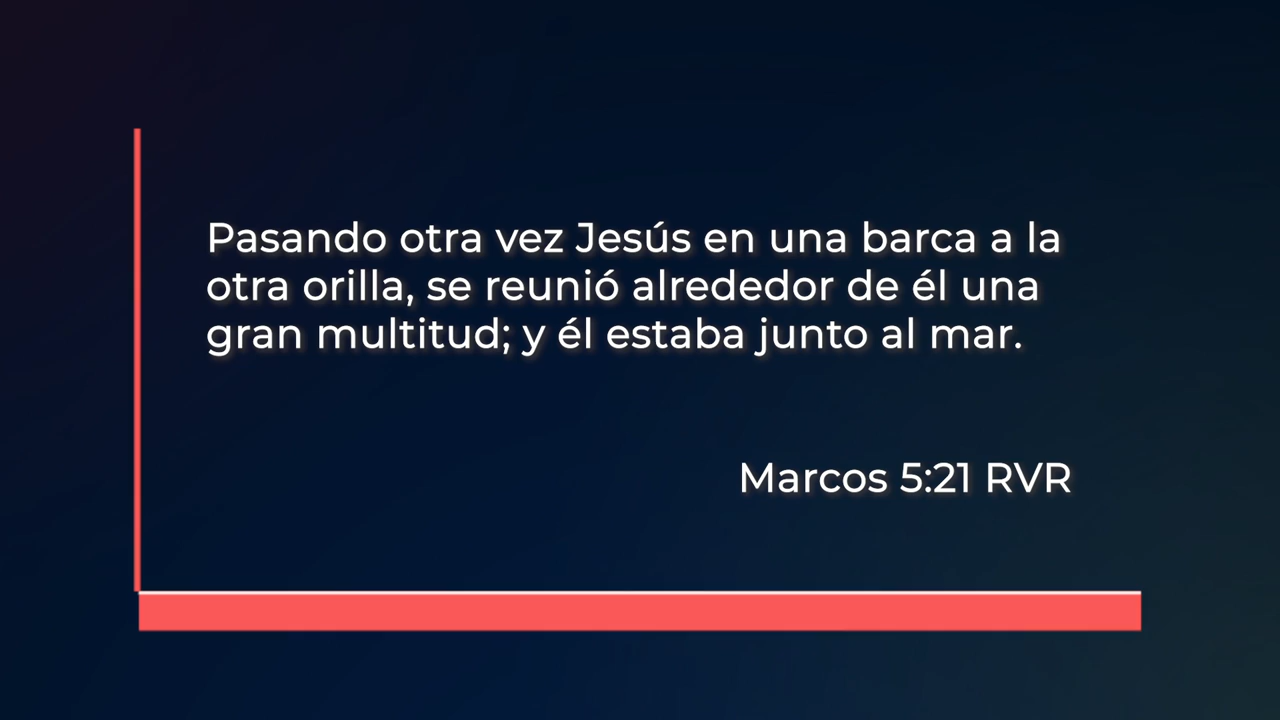 Pasando otra vez Jesús en una barca a la
otra orilla, se reunió alrededor de él una
gran multitud; y él estaba junto al mar.
Marcos 5:21 RVR